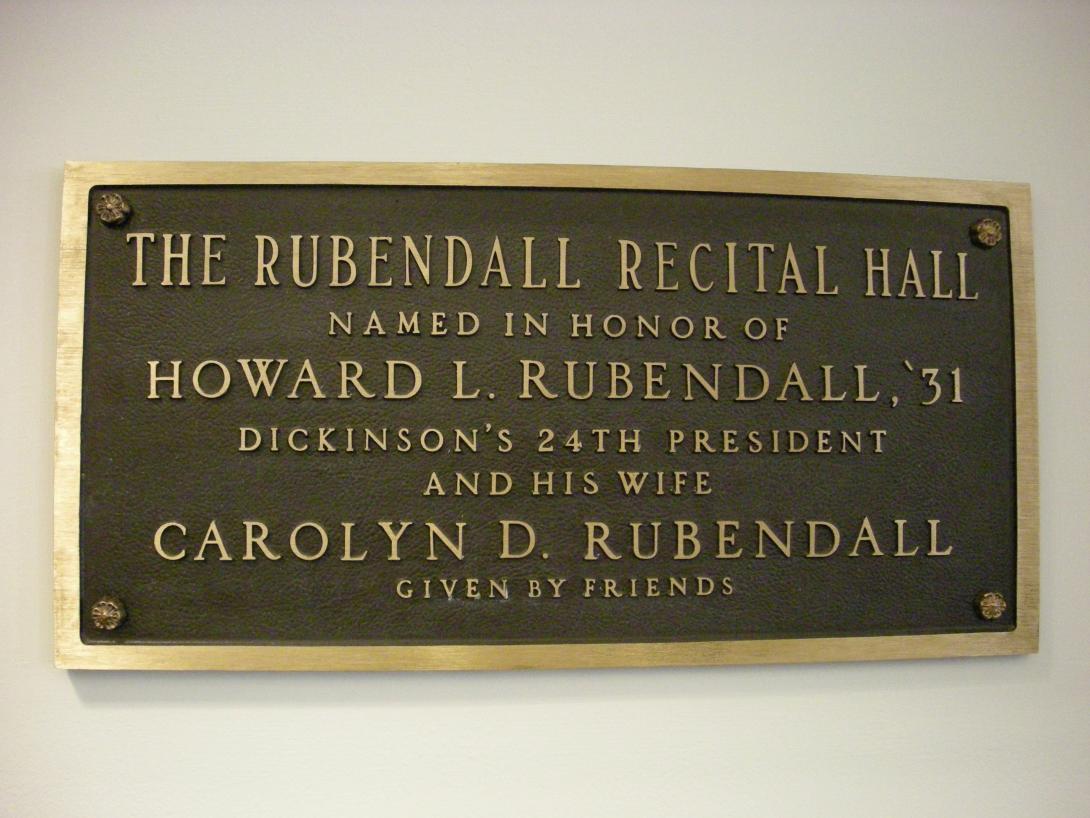 THE RUBENDALL RECITAL HALL
NAMED IN HONOR OF
HOWARD L. RUBENDALL, `31
DICKINSON'S 24TH PRESIDENT
AND HIS WIFE
CAROLYN D. RUBENDALL
GIVEN BY FRIENDS